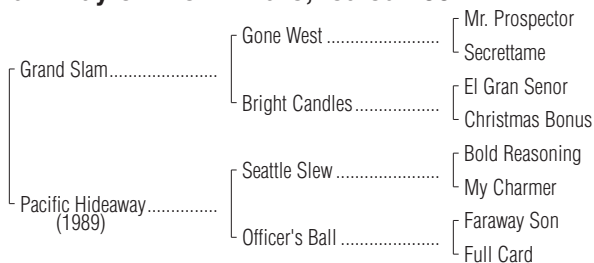 Mr. Prospector
Gone West
Secrettame
Grand Slam
El Gran Senor
Bright Candles
Christmas Bonus
Bold Reasoning
Seattle Slew
My Charmer
Pacific Hideaway
(1989)
Faraway Son
Officer's Ball
Full Card